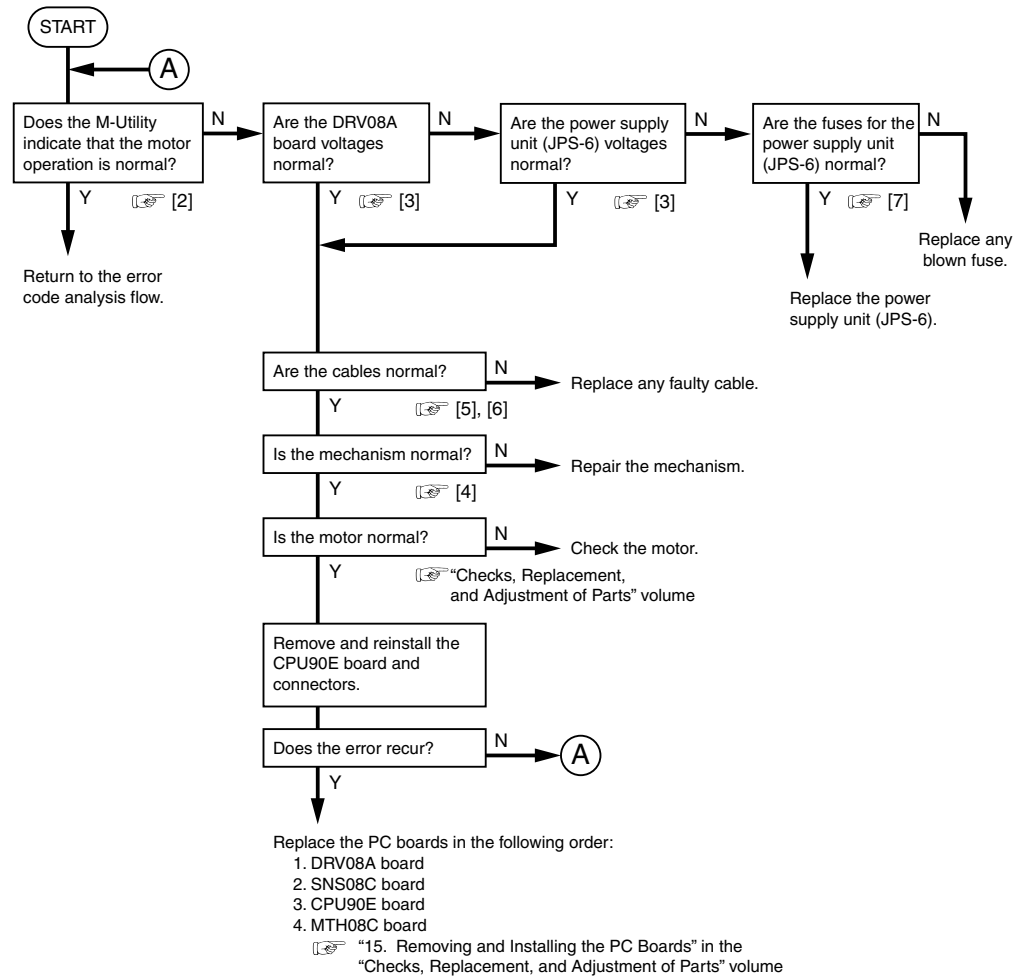 START
A
Does the M-Utility
indicate that the motor
operation is normal?
N
Y
[2]
Return to the error
code analysis flow.
Are the DRV08A
board voltages
normal?
N
Y
[3]
Are the power supply
unit (JPS-6) voltages
normal?
N
Y
[3]
Are the fuses for the
power supply unit
(JPS-6) normal?
N
Y
[7]
Replace any
blown fuse.
Replace the power
supply unit (JPS-6).
Are the cables normal?
N
Replace any faulty cable.
Y
[5], [6]
Is the mechanism normal?
N
Repair the mechanism.
Y
[4]
Is the motor normal?
N
Check the motor.
Y
“Checks, Replacement,
and Adjustment of Parts” volume
Remove and reinstall the
CPU90E board and
connectors.
Does the error recur?
N
A
Y
Replace the PC boards in the following order:
1. DRV08A board
2. SNS08C board
3. CPU90E board
4. MTH08C board
“15. Removing and Installing the PC Boards” in the
“Checks, Replacement, and Adjustment of Parts” volume